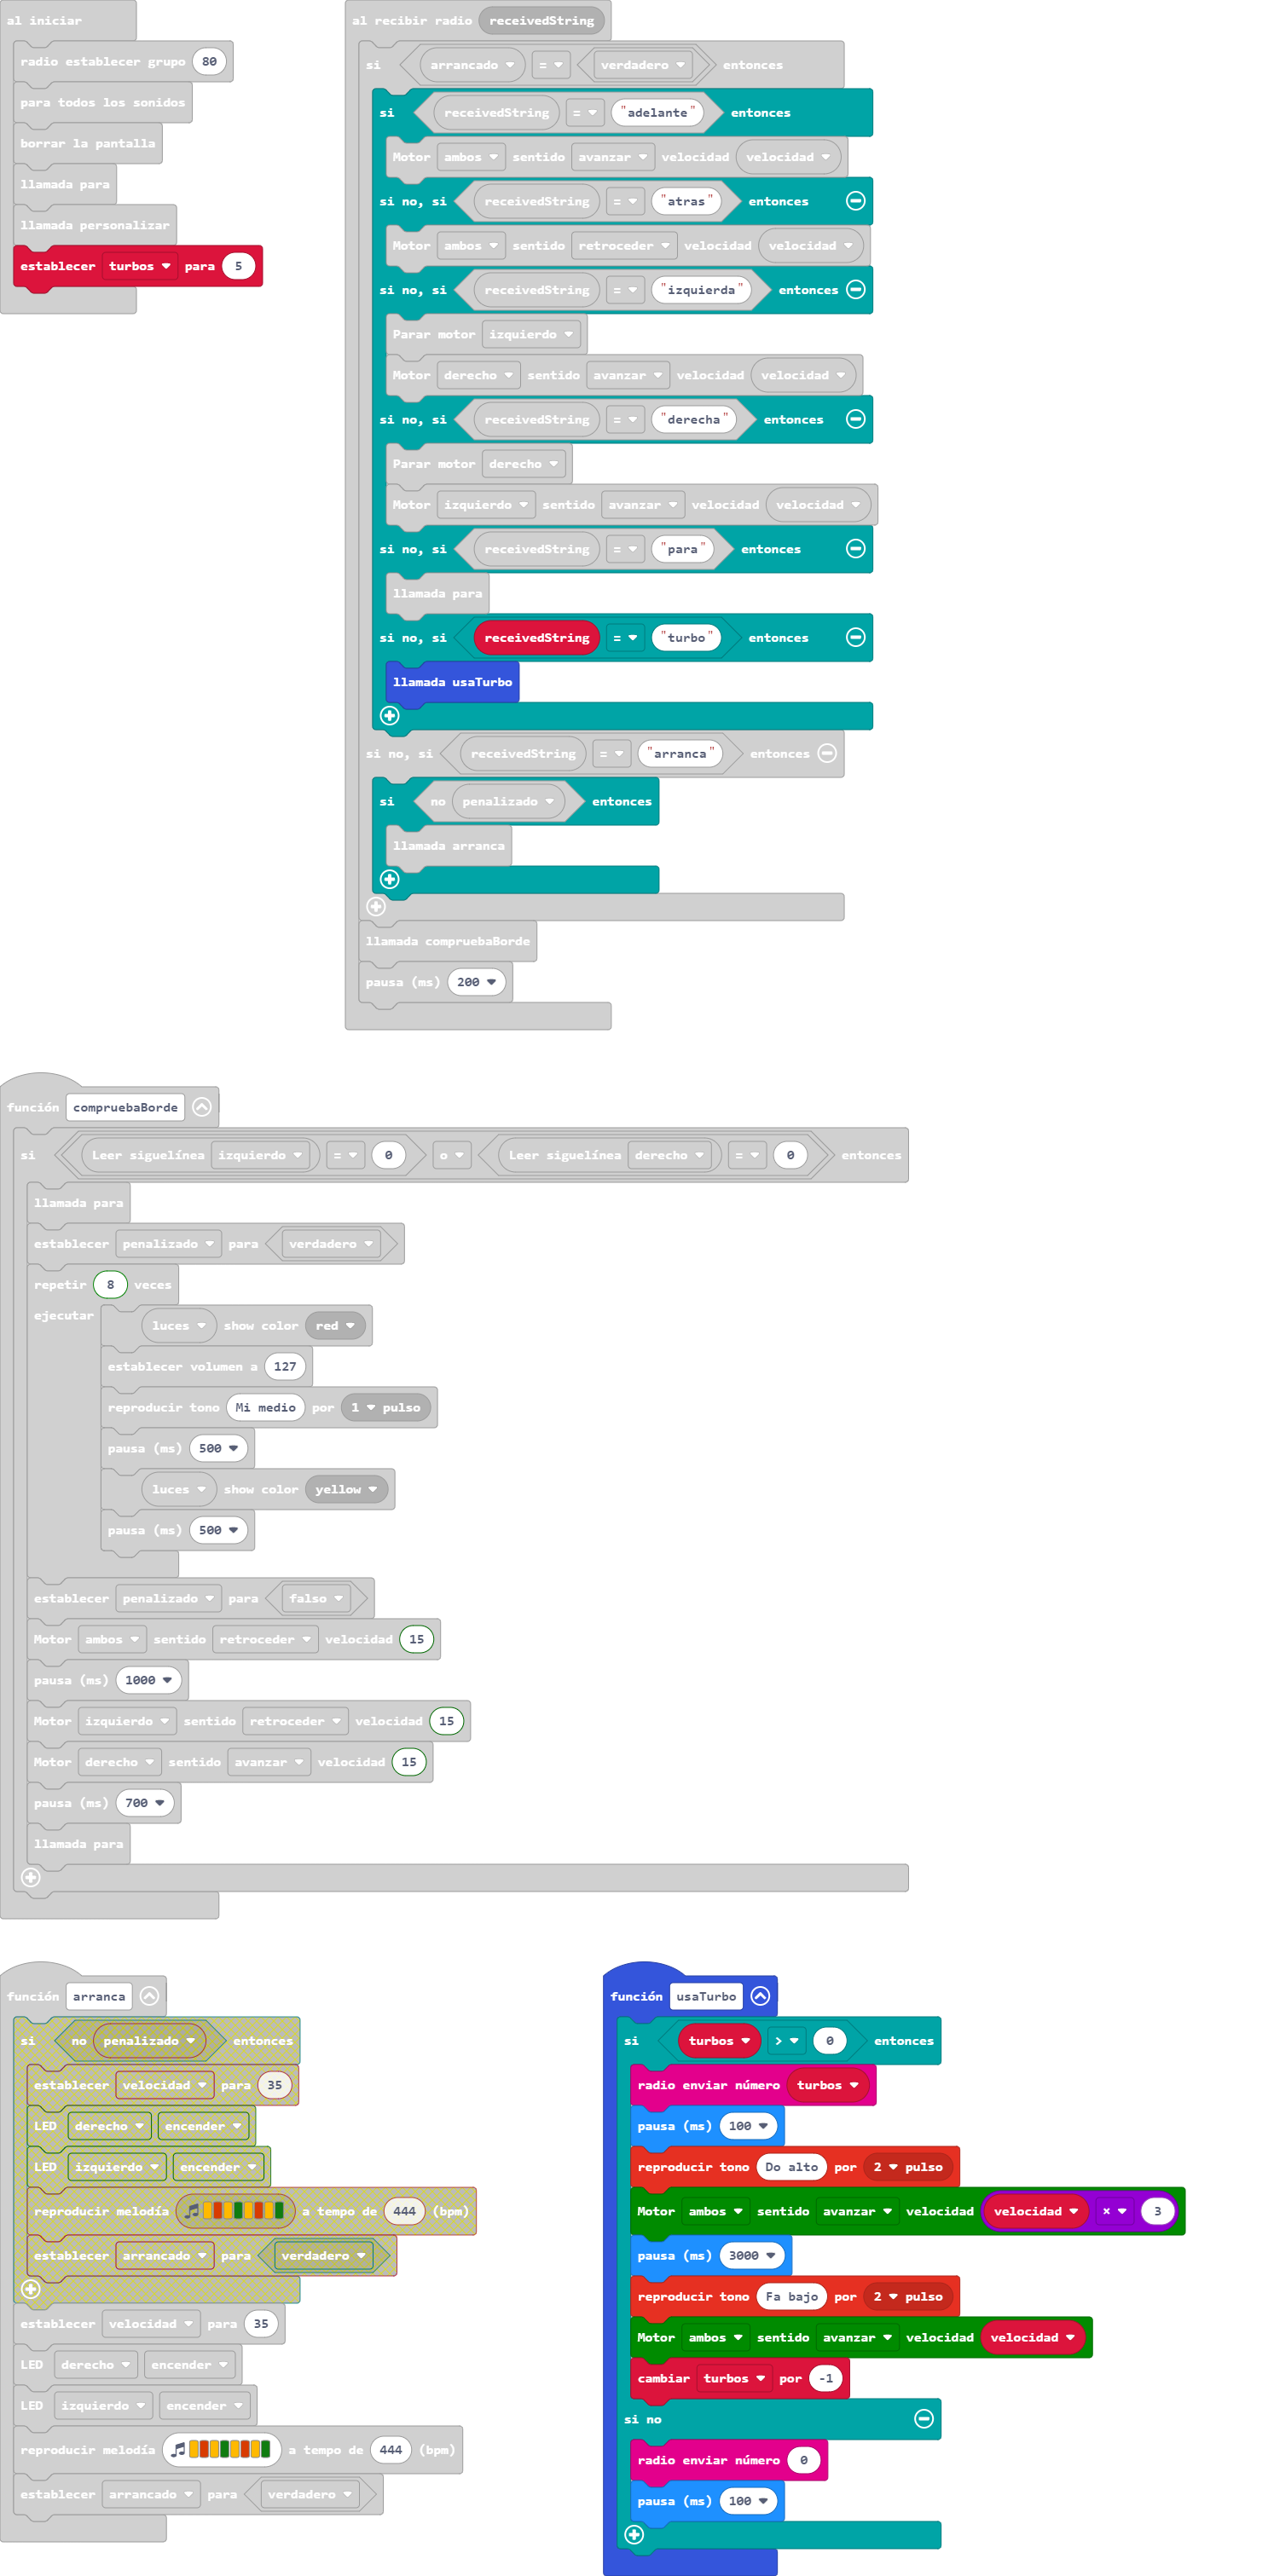 al iniciar
radio establecer grupo 80
para todos los sonidos
borrar la pantalla
llamada para
llamada personalizar
establecer turbos para 5
al recibir radio receivedString
si arrancado = verdadero entonces
si receivedString = "adelante" entonces
Motor ambos sentido avanzar velocidad velocidad
si no, si receivedString = "atras" entonces
Motor ambos sentido retroceder velocidad velocidad
si no, si receivedString = "izquierda" entonces
Parar motor izquierdo
Motor derecho sentido avanzar velocidad velocidad
si no, si receivedString = "derecha" entonces
Parar motor derecho
Motor izquierdo sentido avanzar velocidad velocidad
si no, si receivedString = "para" entonces
llamada para
si no, si receivedString = "turbo" entonces
llamada usaTurbo
si no, si receivedString = "arranca" entonces
si no penalizado entonces
llamada arranca
llamada compruebaBorde
pausa (ms) 200
función compruebaBorde
si Leer siguelínea izquierdo = 0 o Leer siguelínea derecho = 0 entonces
llamada para
establecer penalizado para verdadero
repetir 8 veces
ejecutar
luces show color red
establecer volumen a 127
reproducir tono Mi medio por 1 pulso
pausa (ms) 500
luces show color yellow
pausa (ms) 500
establecer penalizado para falso
Motor ambos sentido retroceder velocidad 15
pausa (ms) 1000
Motor izquierdo sentido retroceder velocidad 15
Motor derecho sentido avanzar velocidad 15
pausa (ms) 700
llamada para
función arranca
si no penalizado entonces
establecer velocidad para 35
LED derecho encender
LED izquierdo encender
reproducir melodía a tempo de 444 (bpm)
establecer arrancado para verdadero
establecer velocidad para 35
LED derecho encender
LED izquierdo encender
reproducir melodía a tempo de 444 (bpm)
establecer arrancado para verdadero
función usaTurbo
si turbos > 0 entonces
radio enviar número turbos
pausa (ms) 100
reproducir tono Do alto por 2 pulso
Motor ambos sentido avanzar velocidad velocidad × 3
pausa (ms) 3000
reproducir tono Fa bajo por 2 pulso
Motor ambos sentido avanzar velocidad velocidad
cambiar turbos por -1
si no
radio enviar número 0
pausa (ms) 100